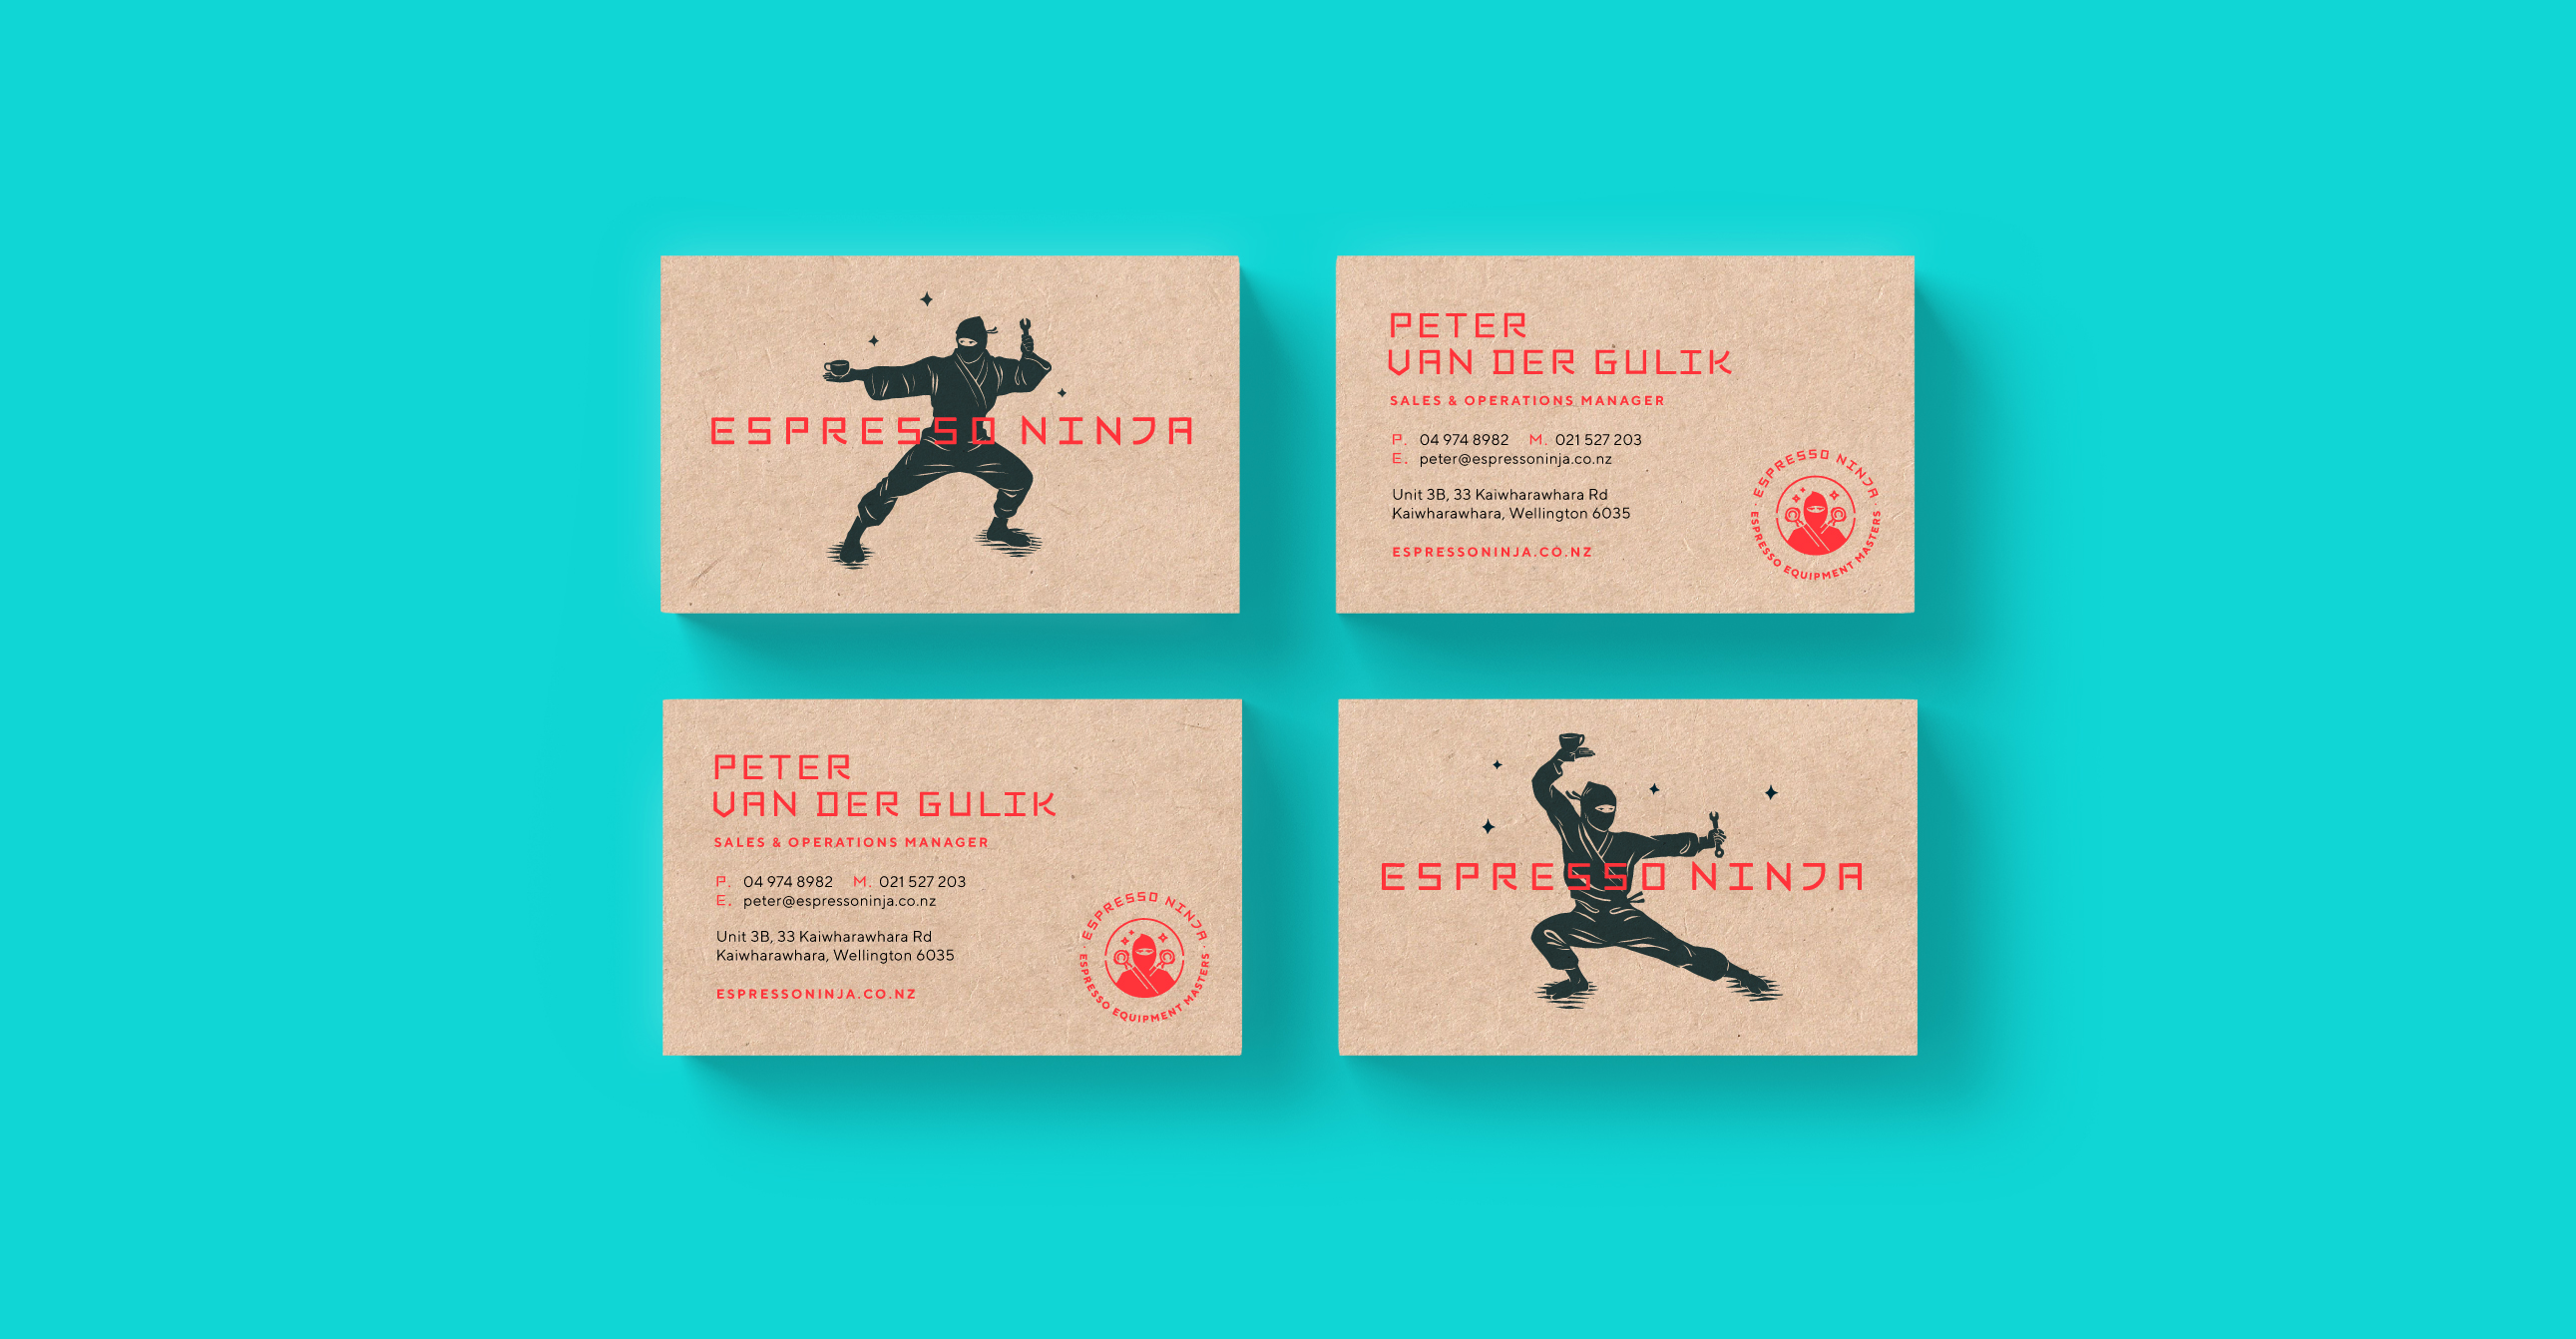 ESPRESSO NINJA
PETER
VAN DER GULIK
SALES & OPERATIONS MANAGER
P. 04 974 8982 M. 021 527 203
E. peter@espressoninja.co.nz
Unit 3B, 33 Kaiwharawhara Rd
Kaiwharawhara, Wellington 6035
ESPRESSONINJA.CO.NZ
· ESPRESSO NINJA ·
ESPRESSO EQUIPMENT MASTERS
PETER
VAN DER GULIK
SALES & OPERATIONS MANAGER
P. 04 974 8982 M. 021 527 203
E. peter@espressoninja.co.nz
Unit 3B, 33 Kaiwharawhara Rd
Kaiwharawhara, Wellington 6035
ESPRESSONINJA.CO.NZ
· ESPRESSO NINJA ·
ESPRESSO EQUIPMENT MASTERS
ESPRESSO NINJA